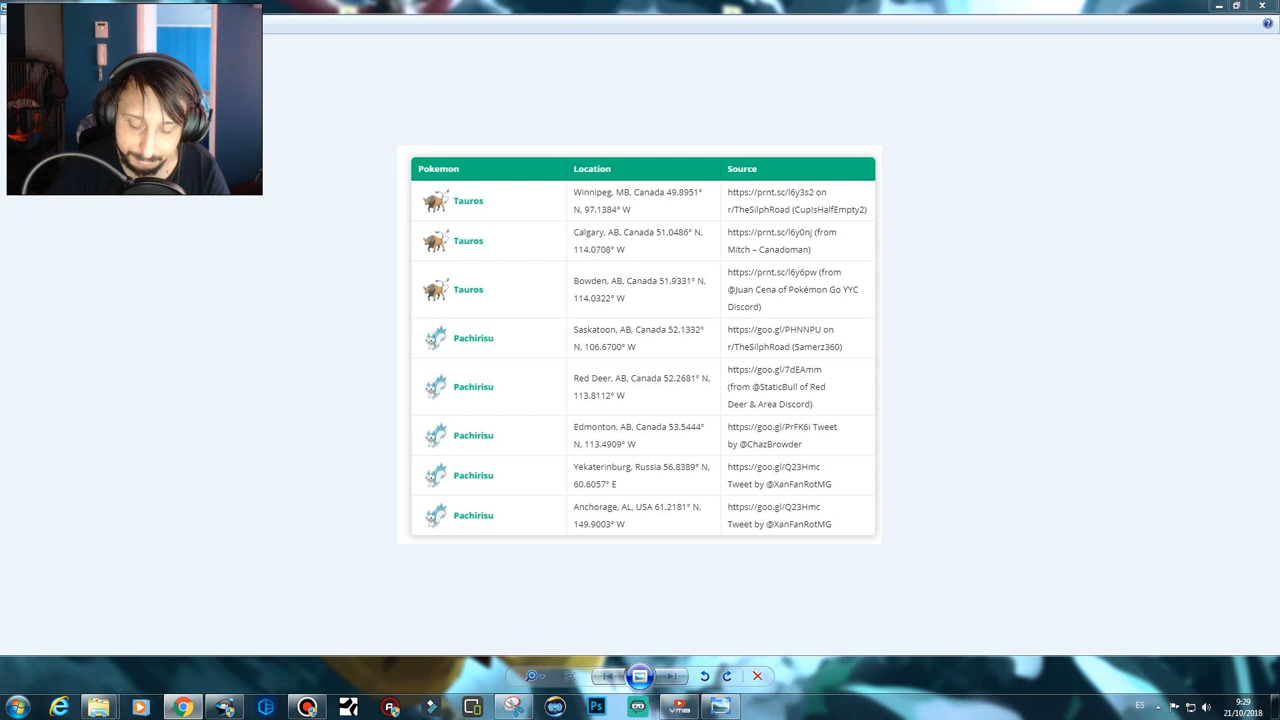 Pokemon Location Source
Tauros
Winnipeg, MB, Canada 49.8951°
N, 97.1384° W
https://prnt.sc/l6y3s2 on
r/TheSilphRoad (CupIsHalfEmpty2)
Tauros
Calgary, AB, Canada 51.0486° N,
114.0708° W
https://prnt.sc/l6y0nj (from
Mitch – Canadoman)
Tauros
Bowden, AB, Canada 51.9331° N,
114.0322° W
https://prnt.sc/l6y6pw (from
@Juan Cena of Pokémon Go YYC
Discord)
Pachirisu
Saskatoon, AB, Canada 52.1332°
N, 106.6700° W
https://goo.gl/PHNNPU on
r/TheSilphRoad (Samerz360)
Pachirisu
Red Deer, AB, Canada 52.2681° N,
113.8112° W
https://goo.gl/7dEAmm
(from @StaticBull of Red
Deer & Area Discord)
Pachirisu
Edmonton, AB, Canada 53.5444°
N, 113.4909° W
https://goo.gl/PrFK6i Tweet
by @ChazBrowder
Pachirisu
Yekaterinburg, Russia 56.8389° N,
60.6057° E
https://goo.gl/Q23Hmc
Tweet by @XanFanRotMG
Pachirisu
Anchorage, AL, USA 61.2181° N,
149.9003° W
https://goo.gl/Q23Hmc
Tweet by @XanFanRotMG
Ps
VMB
ES
9:29
21/10/2018